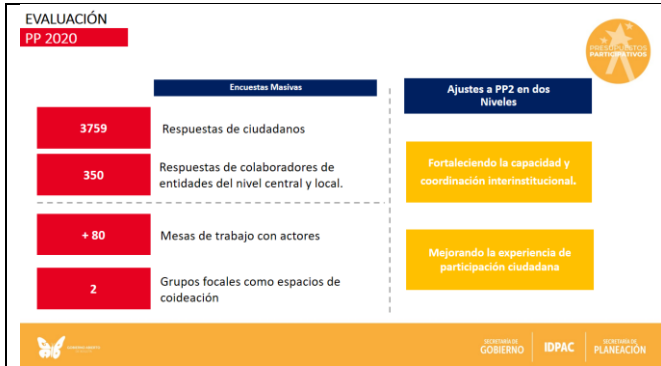 EVALUACIÓN
PP 2020
PRESUPUESTOS
PARTICIPATIVOS
Encuestas Masivas
3759
Respuestas de ciudadanos
350
Respuestas de colaboradores de
entidades del nivel central y local.
+ 80
Mesas de trabajo con actores
2
Grupos focales como espacios de
coideación
Ajustes a PP2 en dos
Niveles
Fortaleciendo la capacidad y
coordinación interinstitucional.
Mejorando la experiencia de
participación ciudadana
SECRETARÍA DE
GOBIERNO
IDPAC
SECRETARÍA DE
PLANEACIÓN